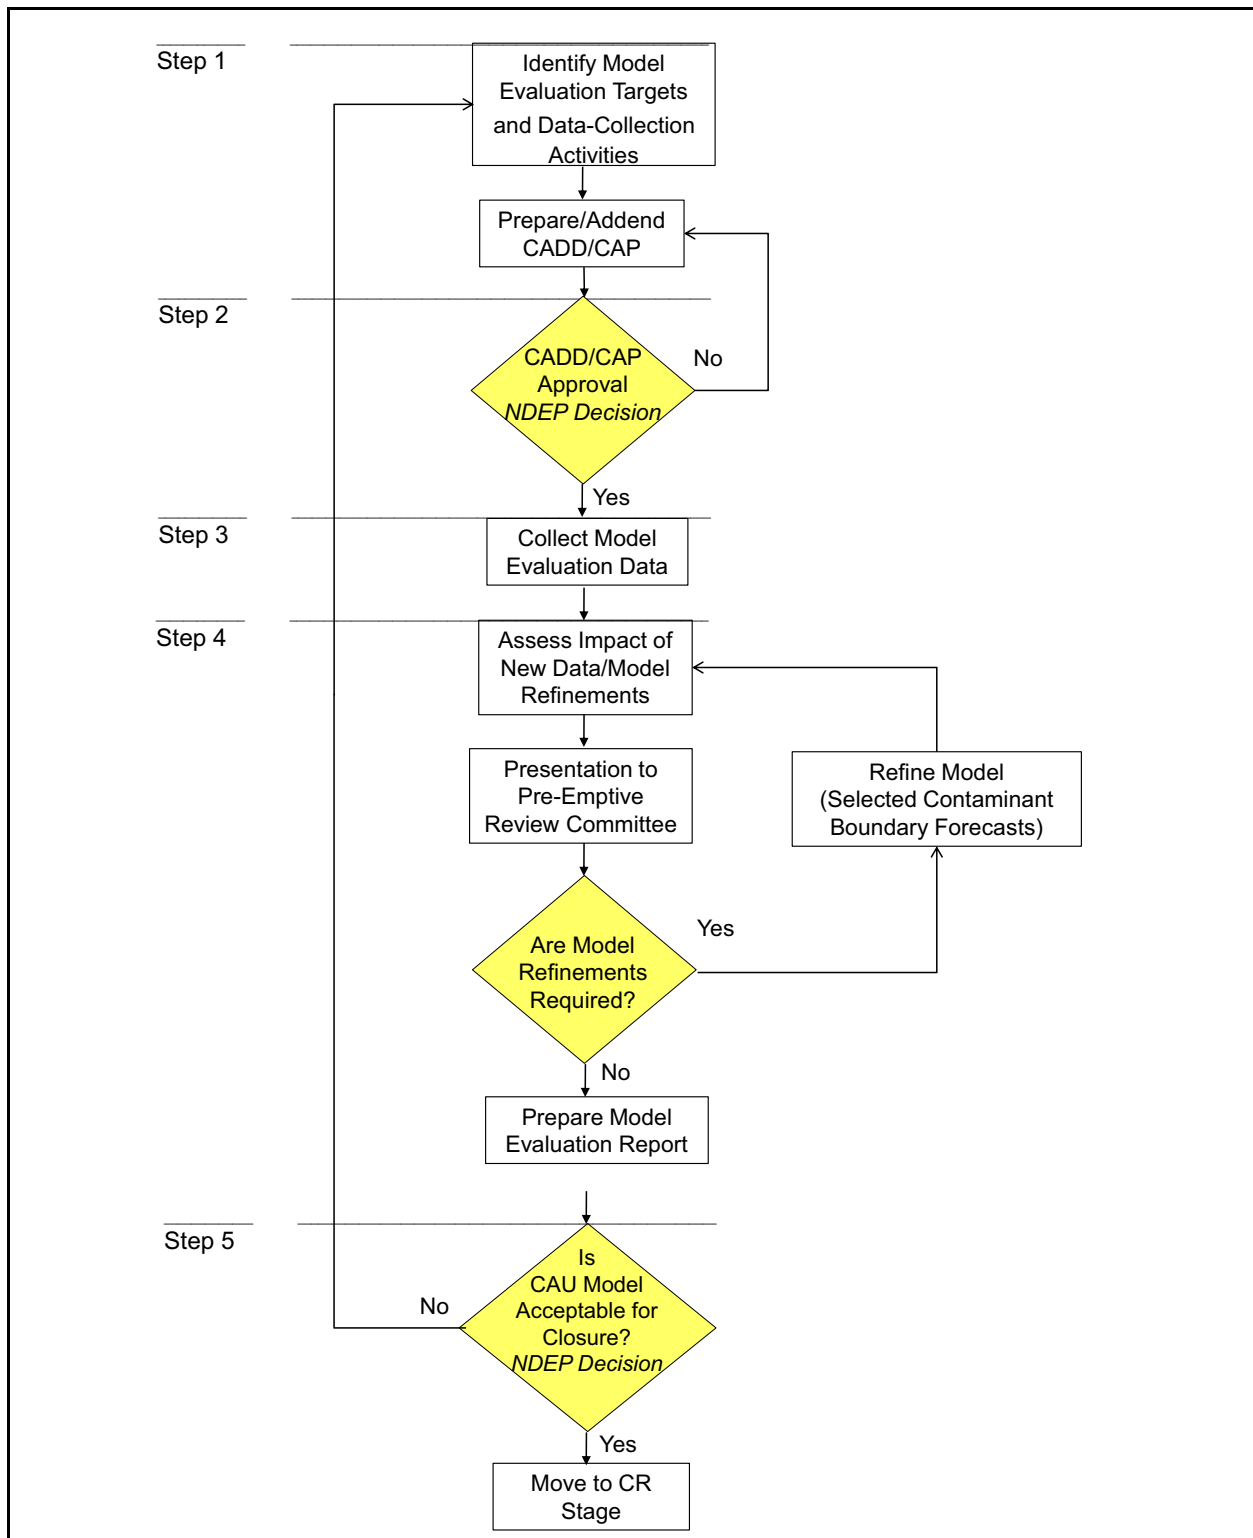 Step 1
Identify Model
Evaluation Targets
and Data-Collection
Activities
Prepare/Addend
CADD/CAP
Step 2
CADD/CAP
Approval
NDEP Decision
No
Yes
Step 3
Collect Model
Evaluation Data
Step 4
Assess Impact of
New Data/Model
Refinements
Presentation to
Pre-Emptive
Review Committee
Refine Model
(Selected Contaminant
Boundary Forecasts)
Are Model
Refinements
Required?
Yes
No
Prepare Model
Evaluation Report
Step 5
Is
CAU Model
Acceptable for
Closure?
NDEP Decision
No
Yes
Move to CR
Stage